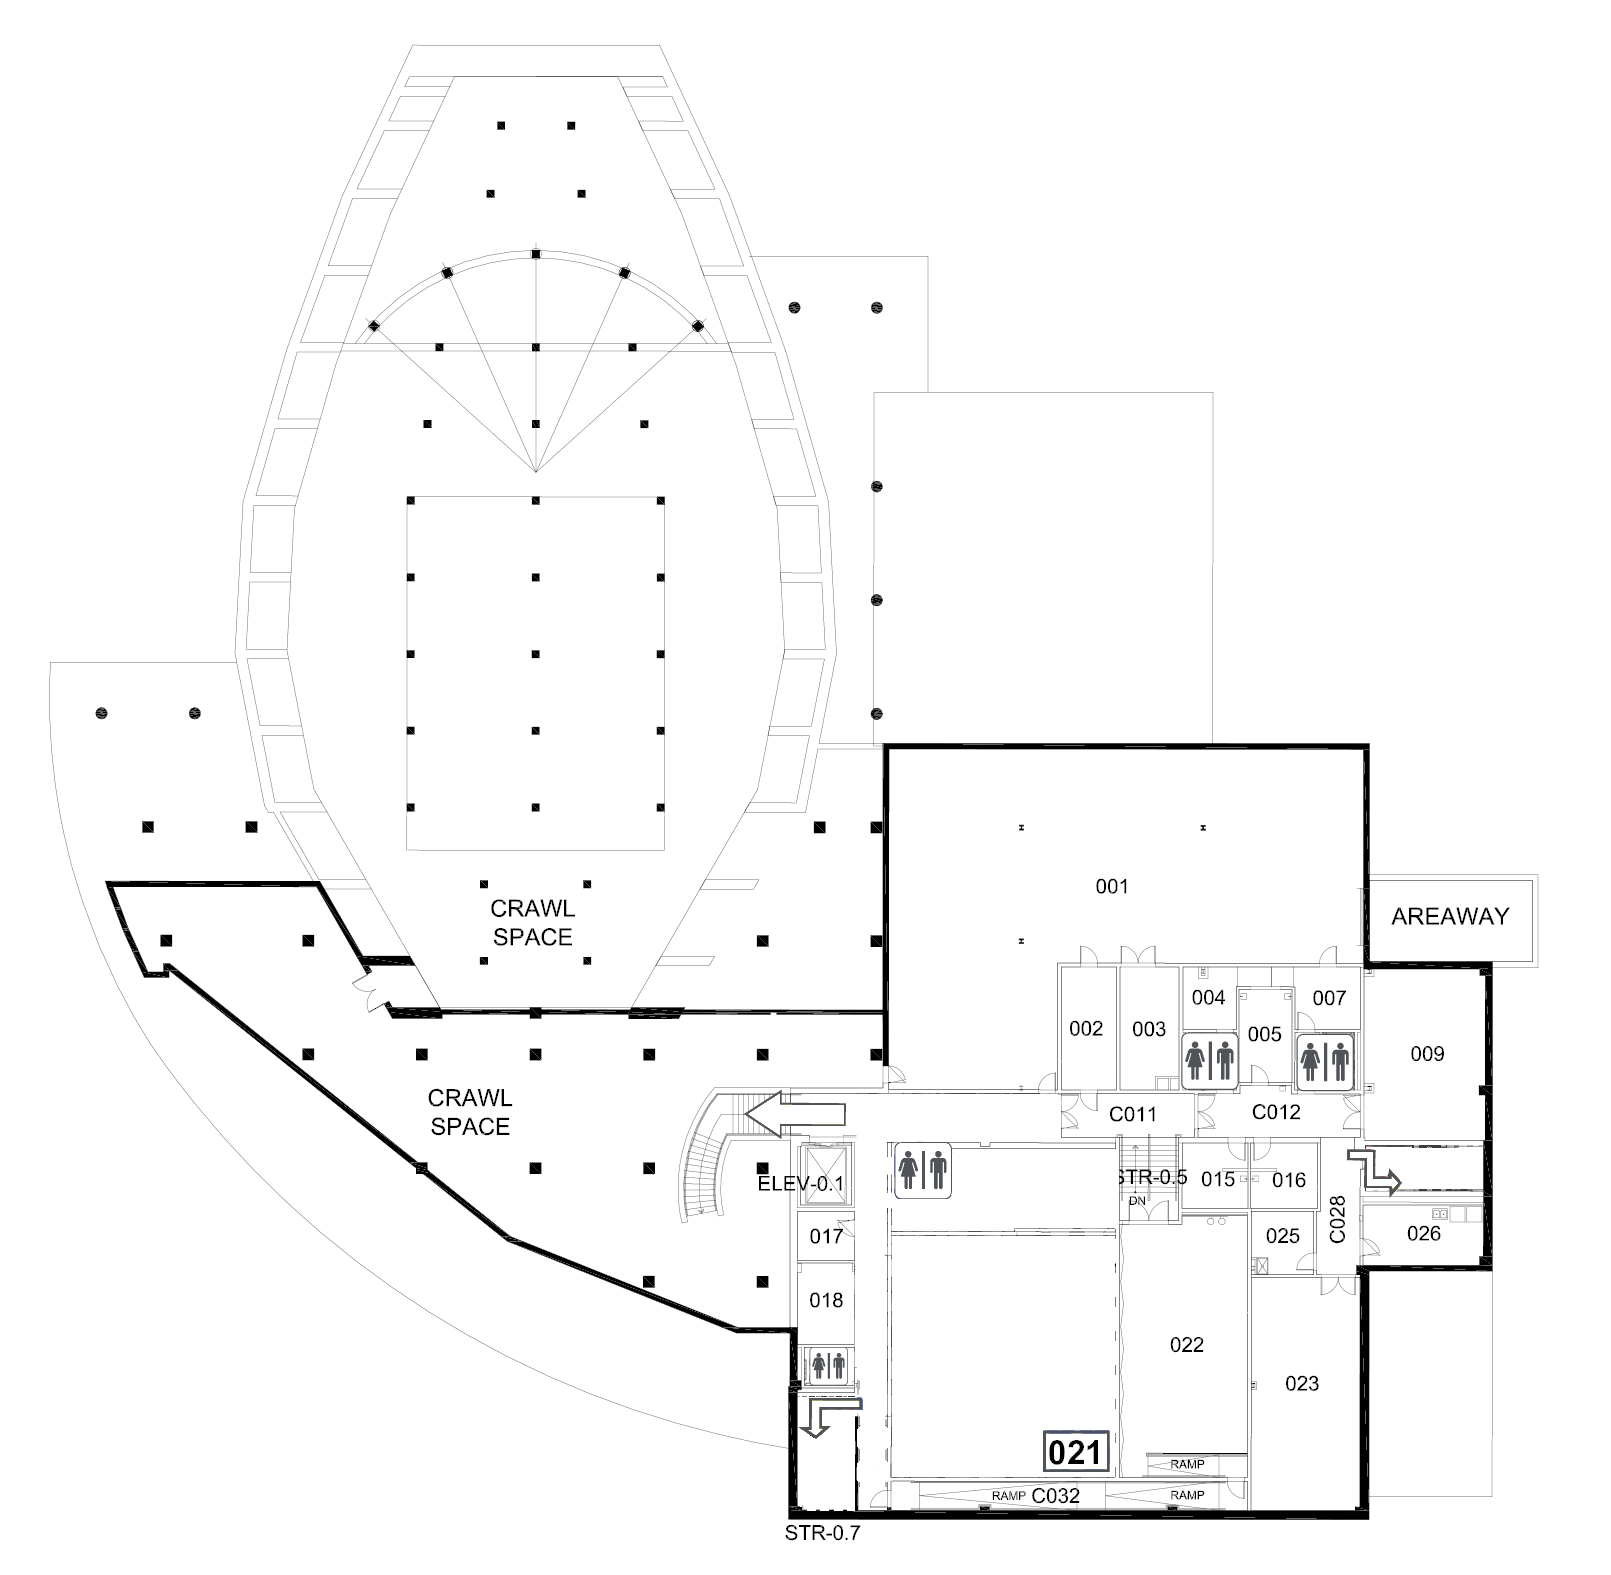 001
CRAWL
SPACE
AREAWAY
004
007
002
003
005
009
CRAWL
SPACE
C011
C012
ELEV-0.1
STR-0.5
DN
015
016
C028
017
025
026
018
022
023
021
RAMP
RAMP
C032
RAMP
STR-0.7